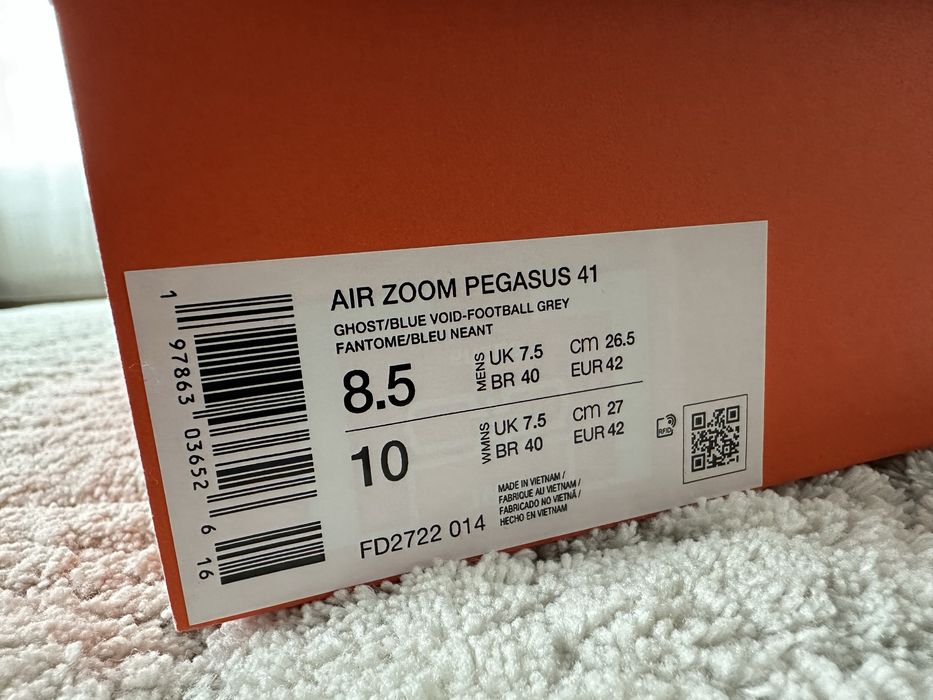 AIR ZOOM PEGASUS 41
GHOST/BLUE VOID-FOOTBALL GREY
FANTOME/BLEU NEANT
8.5
MENS
UK 7.5
cm 26.5
BR 40
EUR 42
10
WMNS
UK 7.5
cm 27
BR 40
EUR 42
RFID
MADE IN VIETNAM /
FABRIQUE AU VIETNAM /
FABRICADO NO VIETNÃ /
HECHO EN VIETNAM
FD2722 014
1 97863 03652 6 16